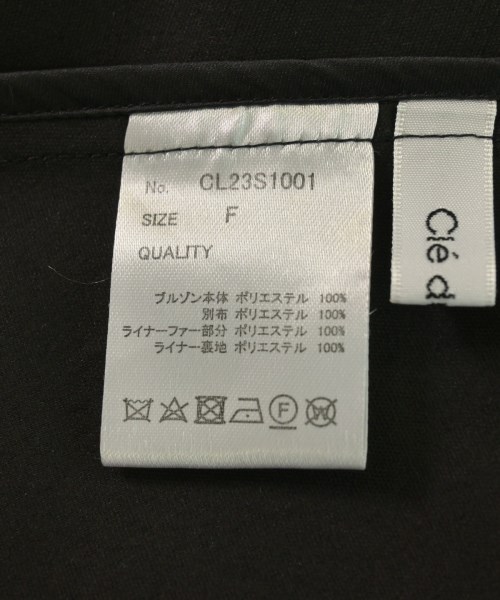 No. CL23S1001
SIZE F
QUALITY
ブルゾン本体 ポリエステル 100%
別布 ポリエステル 100%
ライナーファー部分 ポリエステル 100%
ライナー裏地 ポリエステル 100%
F
W
Clé d